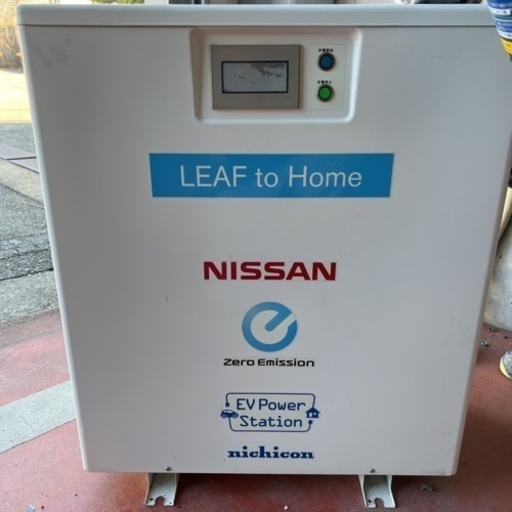 LEAF to Home
NISSAN
Zero Emission
EV Power
Station
nichicon